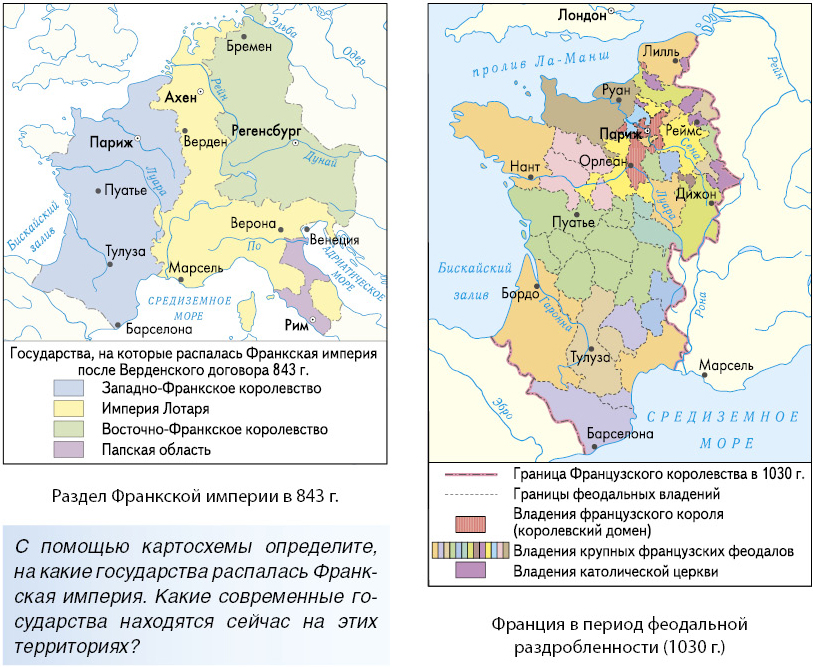 Эльба
Бремен
Одер
Ахен
Рейн
Париж
Верден
Регенсбург
Дунай
Луара
Пуатье
Верона
Бискайский
залив
По
Венеция
Тулуза
Марсель
АДРИАТИЧЕСКОЕ
МОРЕ
СРЕДИЗЕМНОЕ
МОРЕ
Рим
Барселона
Государства, на которые распалась Франкская империя
после Верденского договора 843 г.
Западно-Франкское королевство
Империя Лотаря
Восточно-Франкское королевство
Папская область
Раздел Франкской империи в 843 г.
С помощью картосхемы определите,
на какие государства распалась Франк-
ская империя. Какие современные го-
сударства находятся сейчас на этих
территориях?
Лондон
Лилль
пролив Ла-Манш
Рейн
Руан
Париж
Реймс
Сена
Орлеан
Нант
Дижон
Луара
Пуатье
Бискайский
залив
Бордо
Рона
Гаронна
Тулуза
Марсель
Эбро
СРЕДИЗЕМНОЕ
МОРЕ
Барселона
Граница Французского королевства в 1030 г.
Границы феодальных владений
Владения французского короля
(королевский домен)
Владения крупных французских феодалов
Владения католической церкви
Франция в период феодальной
раздробленности (1030 г.)